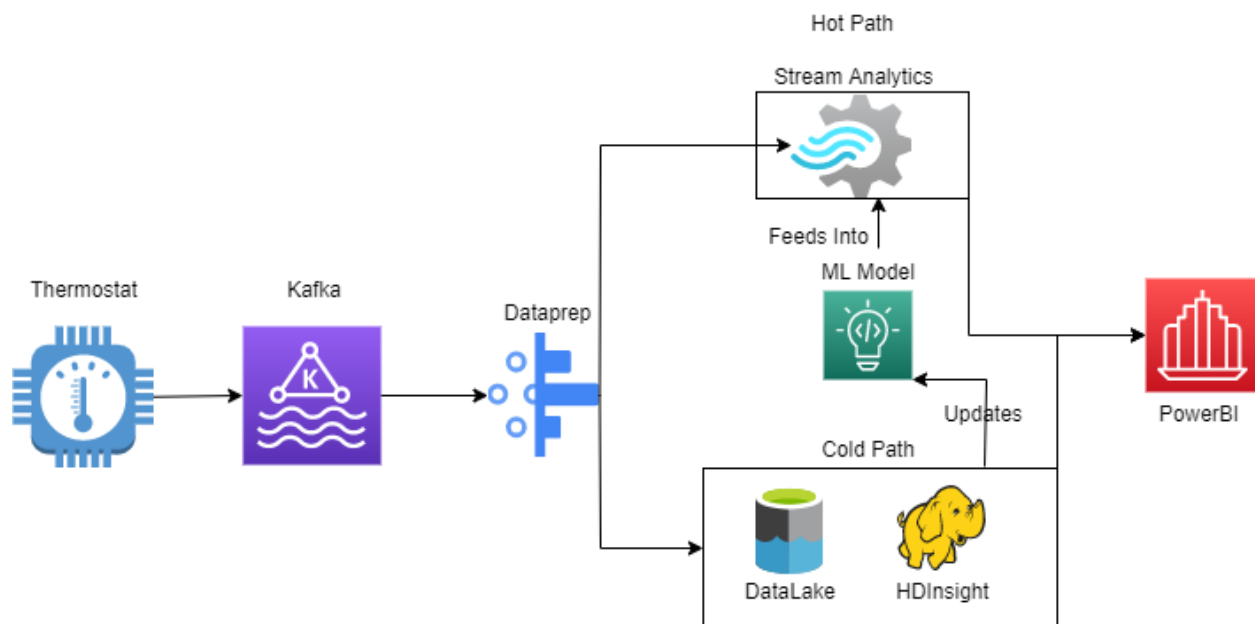 Hot Path
Stream Analytics
Feeds Into
ML Model
Thermostat
Kafka
Dataprep
K
Updates
PowerBI
Cold Path
DataLake
HDInsight